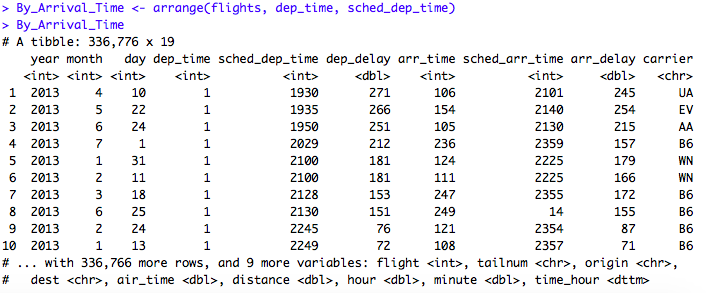 > By_Arrival_Time <- arrange(flights, dep_time, sched_dep_time)
> By_Arrival_Time
# A tibble: 336,776 x 19
year month day dep_time sched_dep_time dep_delay arr_time sched_arr_time arr_delay carrier
<int> <int> <int> <int> <int> <dbl> <int> <int> <dbl> <chr>
1 2013 4 10 1 1930 271 106 2101 245 UA
2 2013 5 22 1 1935 266 154 2140 254 EV
3 2013 6 24 1 1950 251 105 2130 215 AA
4 2013 7 1 1 2029 212 236 2359 157 B6
5 2013 1 31 1 2100 181 124 2225 179 WN
6 2013 2 11 1 2100 181 111 2225 166 WN
7 2013 3 18 1 2128 153 247 2355 172 B6
8 2013 6 25 1 2130 151 249 14 155 B6
9 2013 2 24 1 2245 76 121 2354 87 B6
10 2013 1 13 1 2249 72 108 2357 71 B6
# ... with 336,766 more rows, and 9 more variables: flight <int>, tailnum <chr>, origin <chr>,
# dest <chr>, air_time <dbl>, distance <dbl>, hour <dbl>, minute <dbl>, time_hour <dttm>